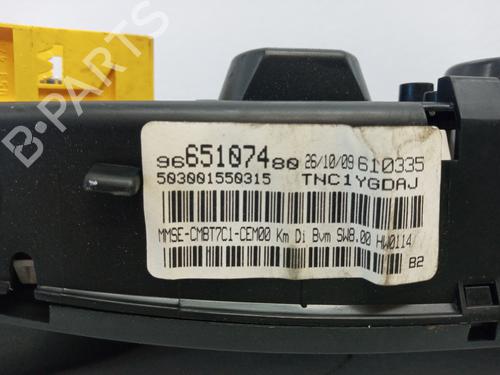 B-PARTS
9665107480 26/10/09 610335
503001550315 TNC1YGDAJ
MMSE-CMBT7C1-CEM00 Km Di Bvm SW8.00 HW0114
B2